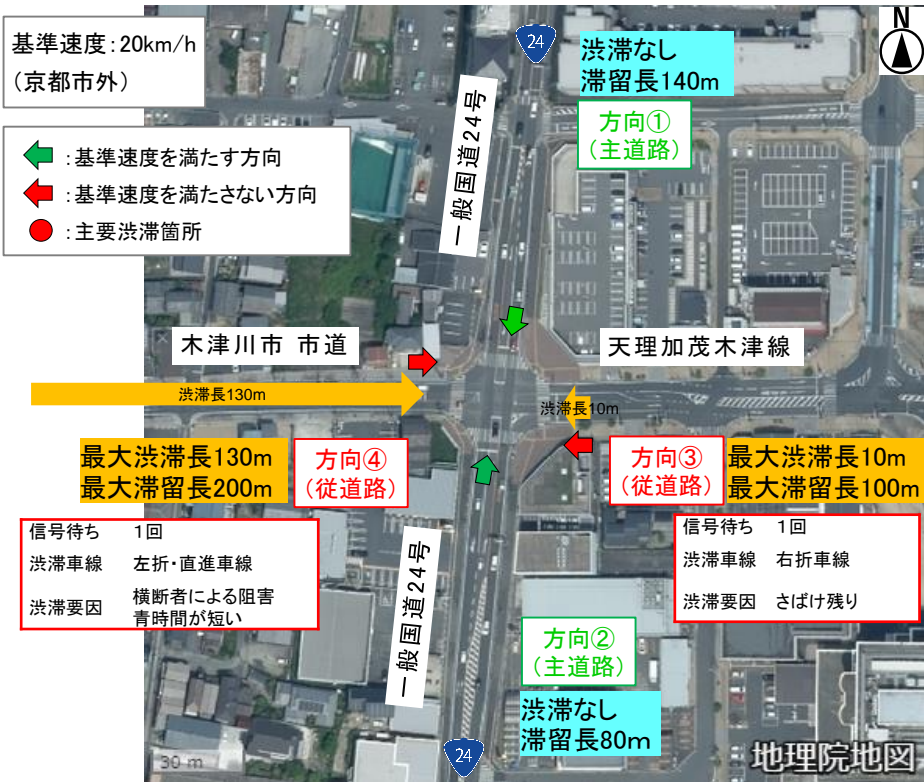 基準速度：20km/h
(京都市外)
：基準速度を満たす方向
：基準速度を満たさない方向
：主要渋滞箇所
24
渋滞なし
滞留長140m
N
方向①
(主道路)
一般国道24号
木津川市 市道
天理加茂木津線
渋滞長130m
渋滞長10m
最大渋滞長130m
最大滞留長200m
方向④
(従道路)
方向③
(従道路)
最大渋滞長10m
最大滞留長100m
信号待ち 1回
渋滞車線 左折・直進車線
渋滞要因 横断者による阻害
青時間が短い
信号待ち 1回
渋滞車線 右折車線
渋滞要因 さばけ残り
一般国道24号
方向②
(主道路)
渋滞なし
滞留長80m
24
30 m
地理院地図